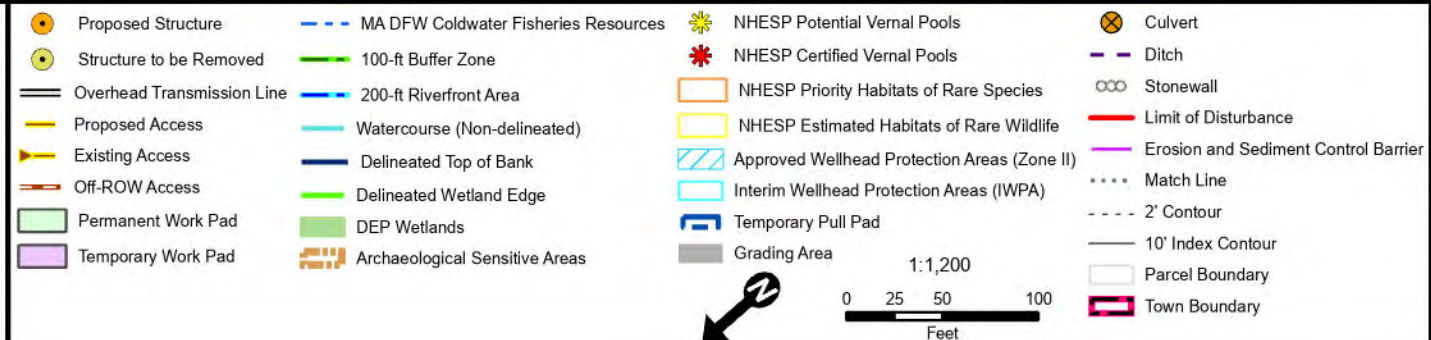 Proposed Structure
Structure to be Removed
Overhead Transmission Line
Proposed Access
Existing Access
Off-ROW Access
Permanent Work Pad
Temporary Work Pad
MA DFW Coldwater Fisheries Resources
100-ft Buffer Zone
200-ft Riverfront Area
Watercourse (Non-delineated)
Delineated Top of Bank
Delineated Wetland Edge
DEP Wetlands
Archaeological Sensitive Areas
NHESP Potential Vernal Pools
NHESP Certified Vernal Pools
NHESP Priority Habitats of Rare Species
NHESP Estimated Habitats of Rare Wildlife
Approved Wellhead Protection Areas (Zone II)
Interim Wellhead Protection Areas (IWPA)
Temporary Pull Pad
Grading Area
N
1:1,200
0 25 50 100
Feet
Culvert
Ditch
Stonewall
Limit of Disturbance
Erosion and Sediment Control Barrier
Match Line
2' Contour
10' Index Contour
Parcel Boundary
Town Boundary